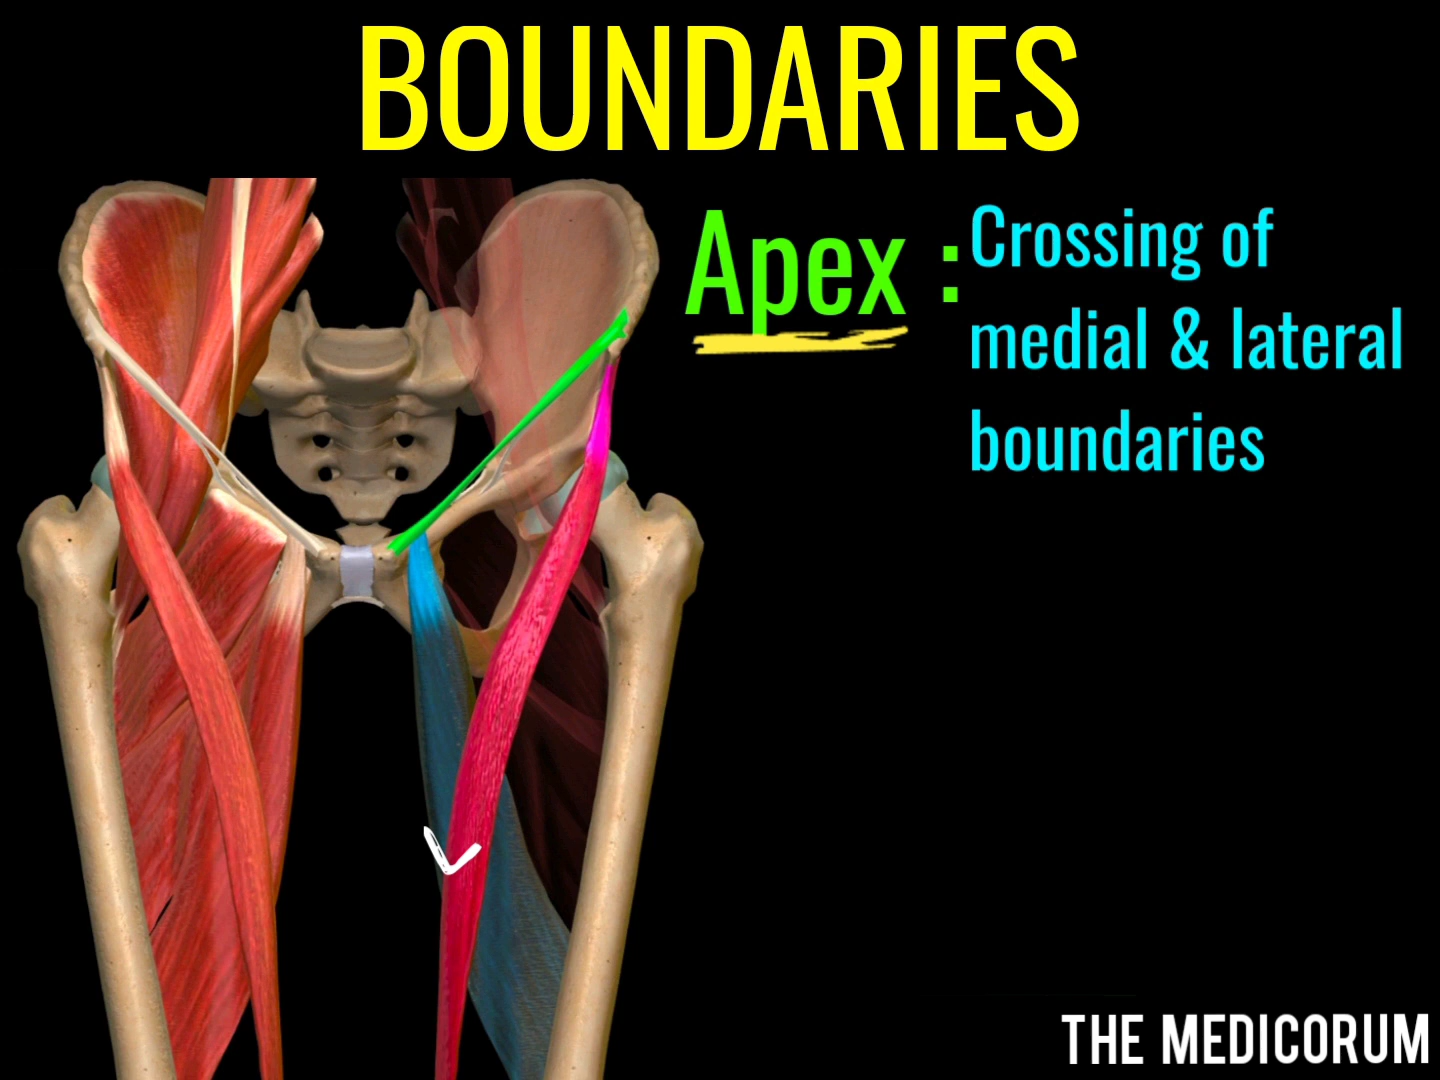 BOUNDARIES
Apex : Crossing of
medial & lateral
boundaries
THE MEDICORUM